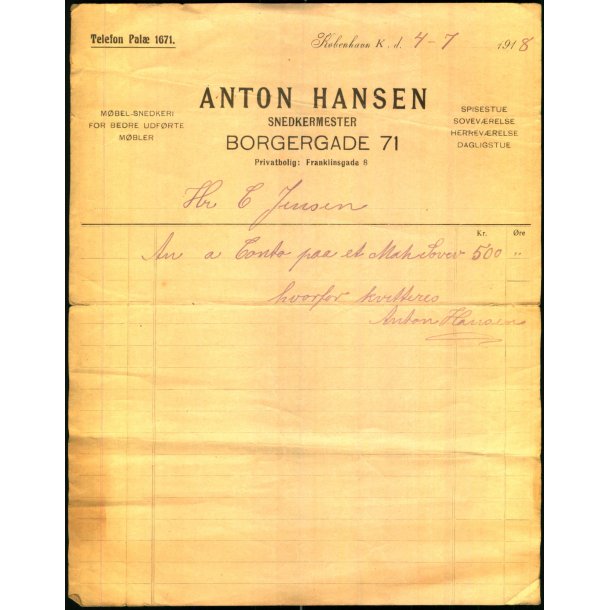 Telefon Palæ 1671.
København K. d. 4-7 1918
ANTON HANSEN
SNEDKERMESTER
BORGERGADE 71
Privatbolig: Franklinsgade 8
MØBEL-SNEDKERI
FOR BEDRE UDFØRTE
MØBLER
SPISESTUE
SOVEVÆRELSE
HERREVÆRELSE
DAGLIGSTUE
Hr C Jensen
Kr. Øre
An a Conto paa et Mah Sover 500 "
hvorfor kvitteres
Anton Hansen